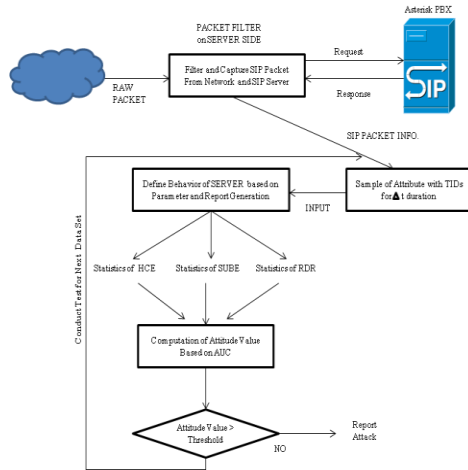 Asterisk PBX
PACKET FILTER
on SERVER SIDE
Request
Filter and Capture SIP Packet
From Network and SIP Server
RAW
PACKET
Response
SIP
SIP PACKET INFO.
Define Behavior of SERVER based on
Parameter and Report Generation
INPUT
Sample of Attribute with TIDs
for Δ t duration
Conduct Test for Next Data Set
Statistics of HCE
Statistics of SUBE
Statistics of RDR
Computation of Attitude Value
Based on AUC
Attitude Value >
Threshold
NO
Report
Attack